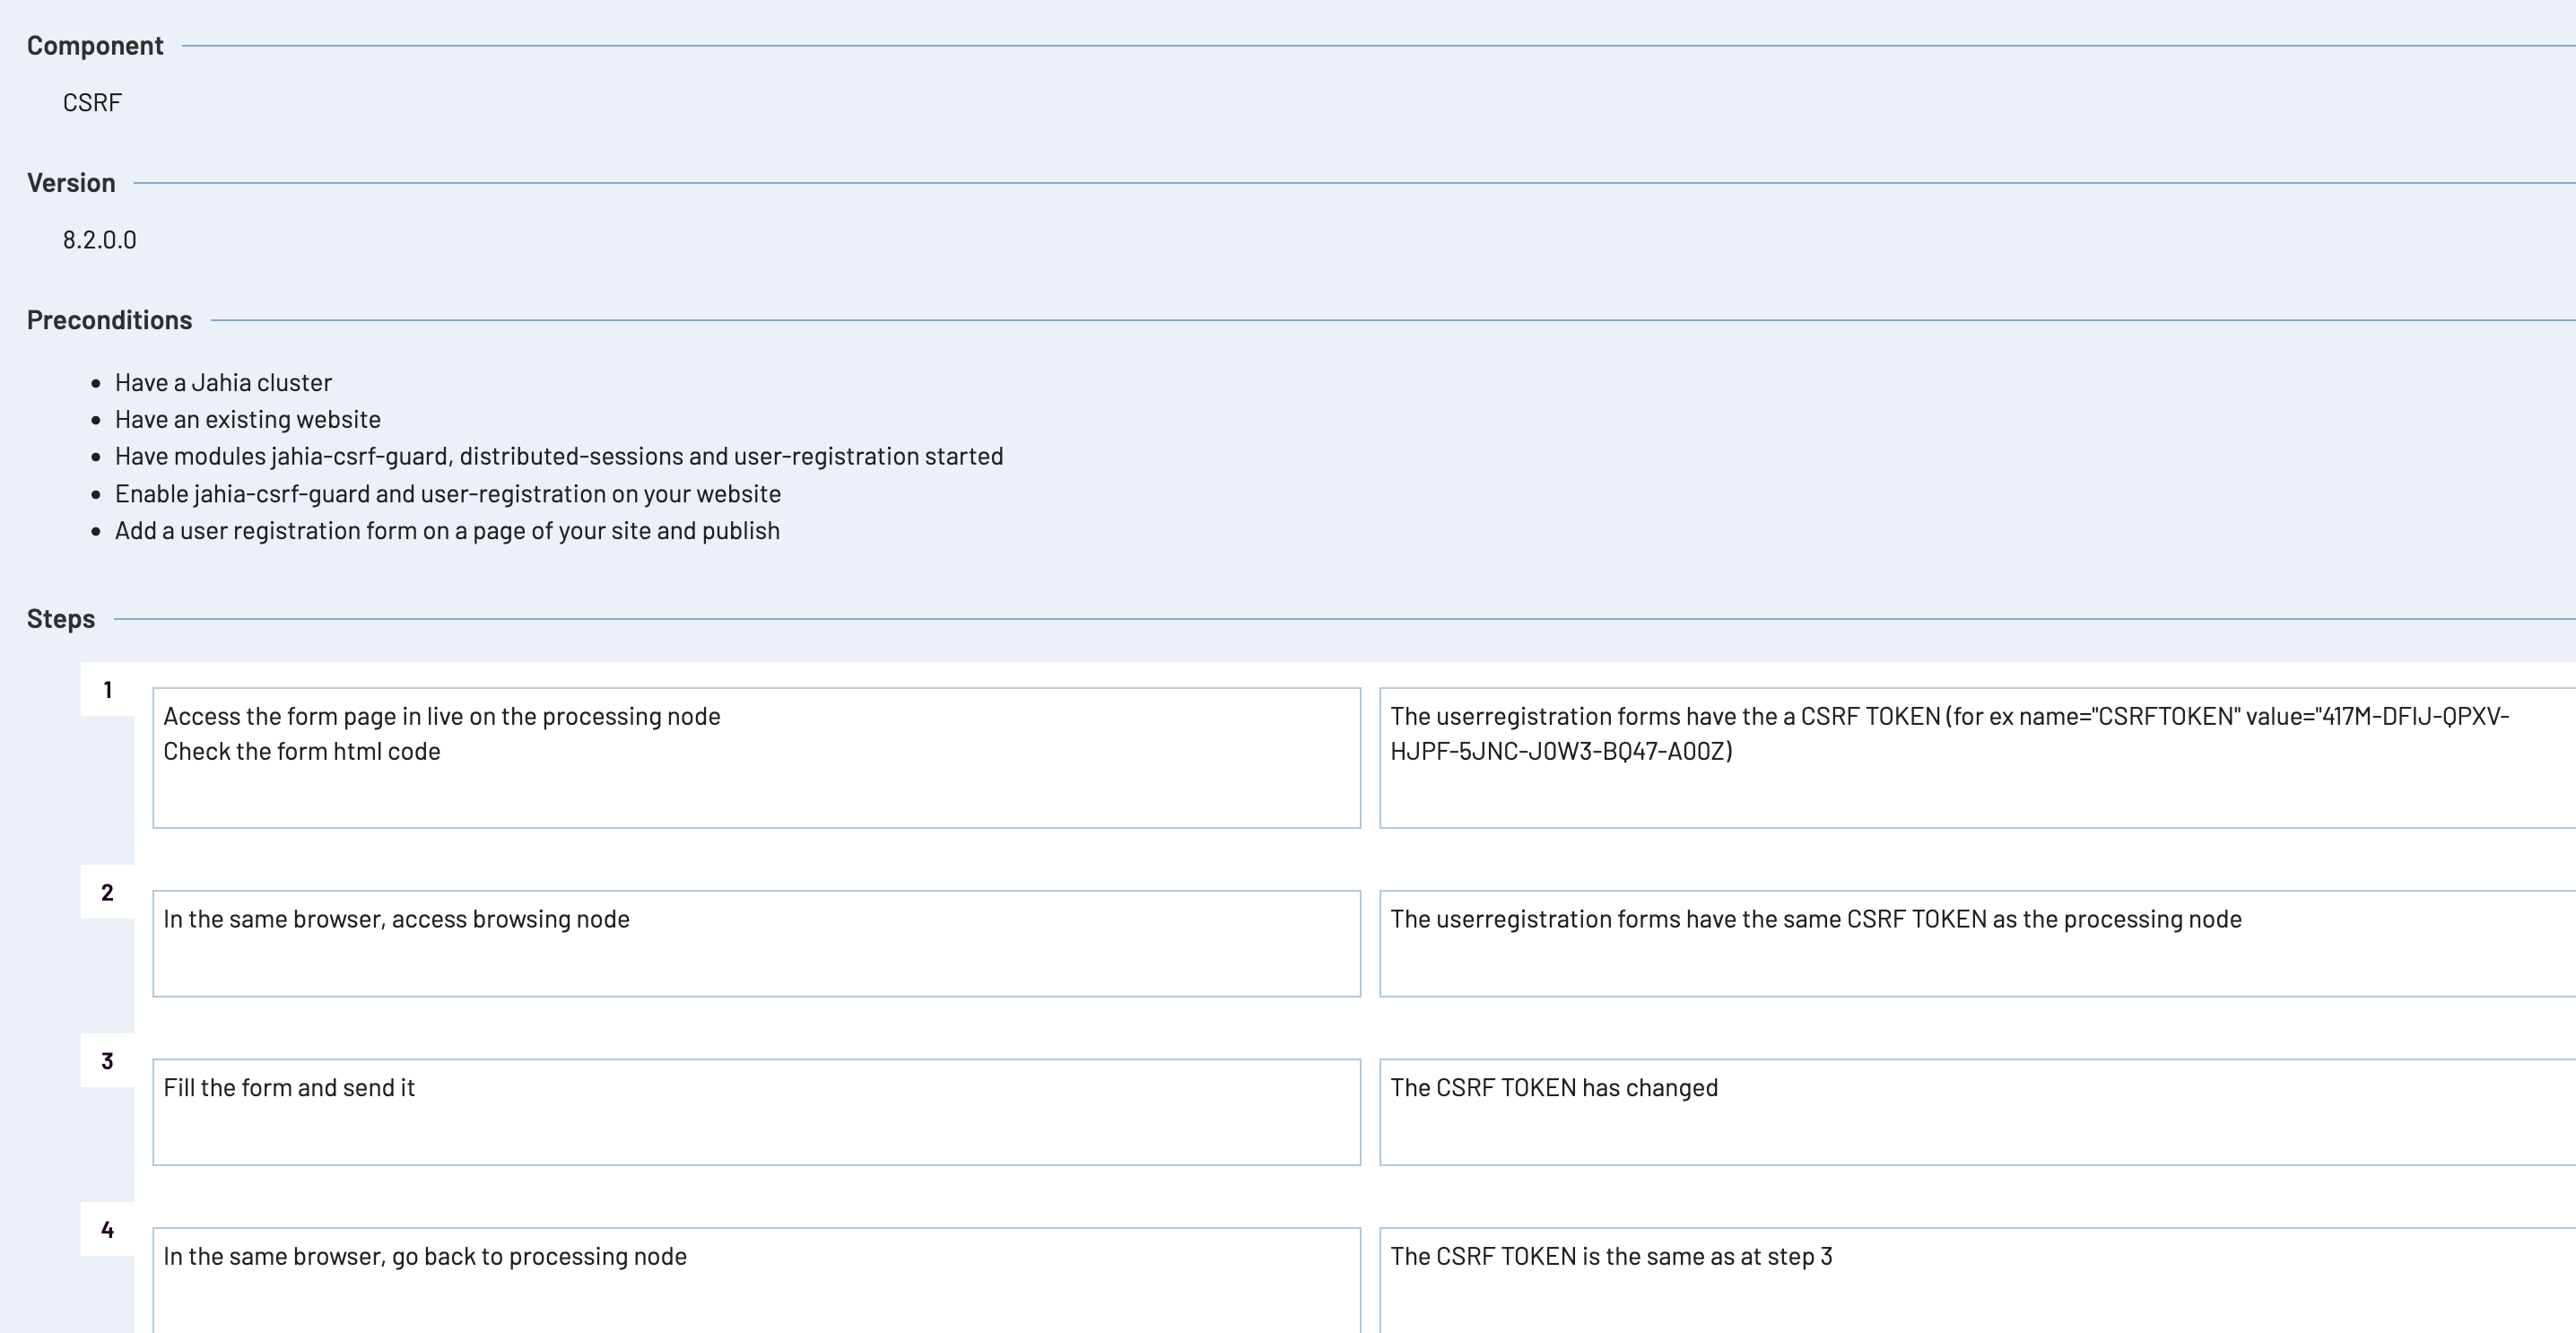 Component
CSRF
Version
8.2.0.0
Preconditions
Have a Jahia cluster
Have an existing website
Have modules jahia-csrf-guard, distributed-sessions and user-registration started
Enable jahia-csrf-guard and user-registration on your website
Add a user registration form on a page of your site and publish
Steps
1
Access the form page in live on the processing node
Check the form html code
The userregistration forms have the a CSRF TOKEN (for ex name="CSRFTOKEN" value="417M-DFIJ-QPXV-
HJPF-5JNC-J0W3-BQ47-A00Z)
2
In the same browser, access browsing node
The userregistration forms have the same CSRF TOKEN as the processing node
3
Fill the form and send it
The CSRF TOKEN has changed
4
In the same browser, go back to processing node
The CSRF TOKEN is the same as at step 3